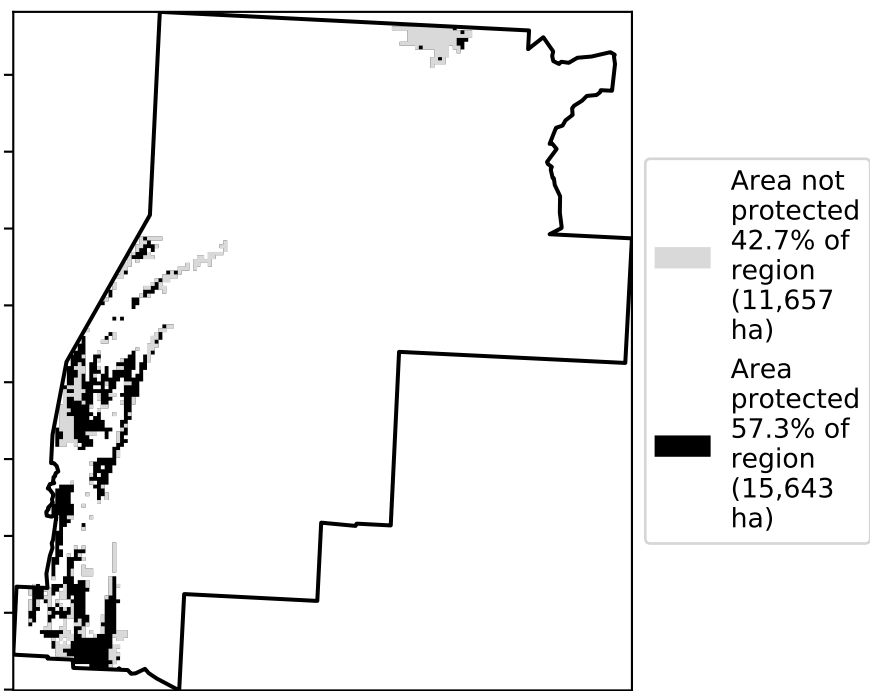 Area not
protected
42.7% of
region
(11,657
ha)
Area
protected
57.3% of
region
(15,643
ha)